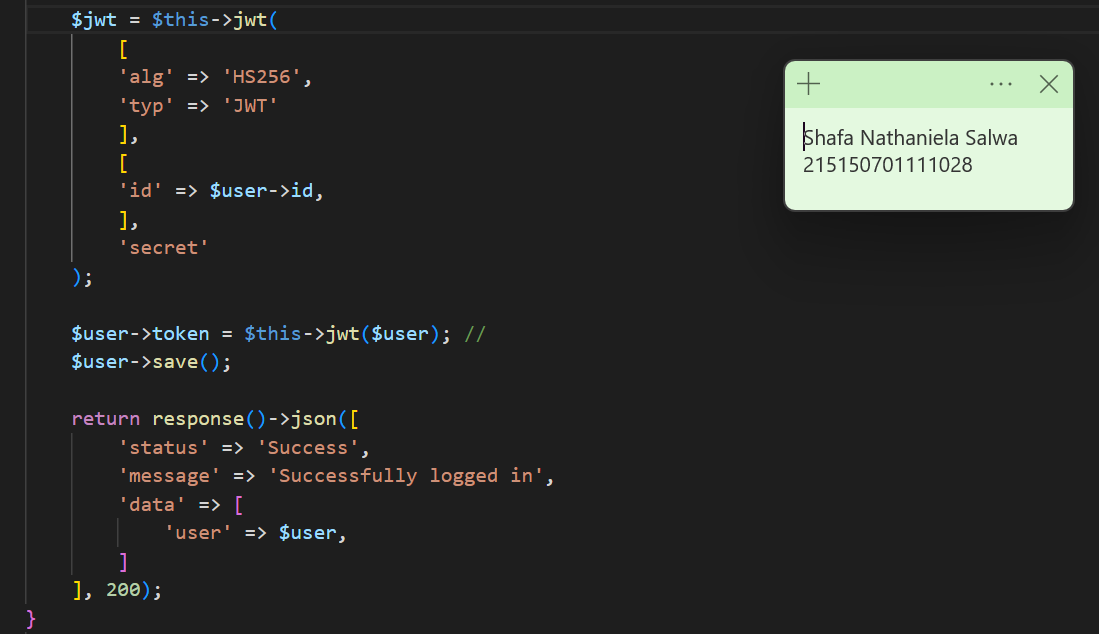 $jwt = $this->jwt(
[
'alg' => 'HS256',
'typ' => 'JWT'
],
[
'id' => $user->id,
],
'secret'
);
$user->token = $this->jwt($user); //
$user->save();
return response()->json([
'status' => 'Success',
'message' => 'Successfully logged in',
'data' => [
'user' => $user,
]
], 200);
}
Shafa Nathaniela Salwa
215150701111028